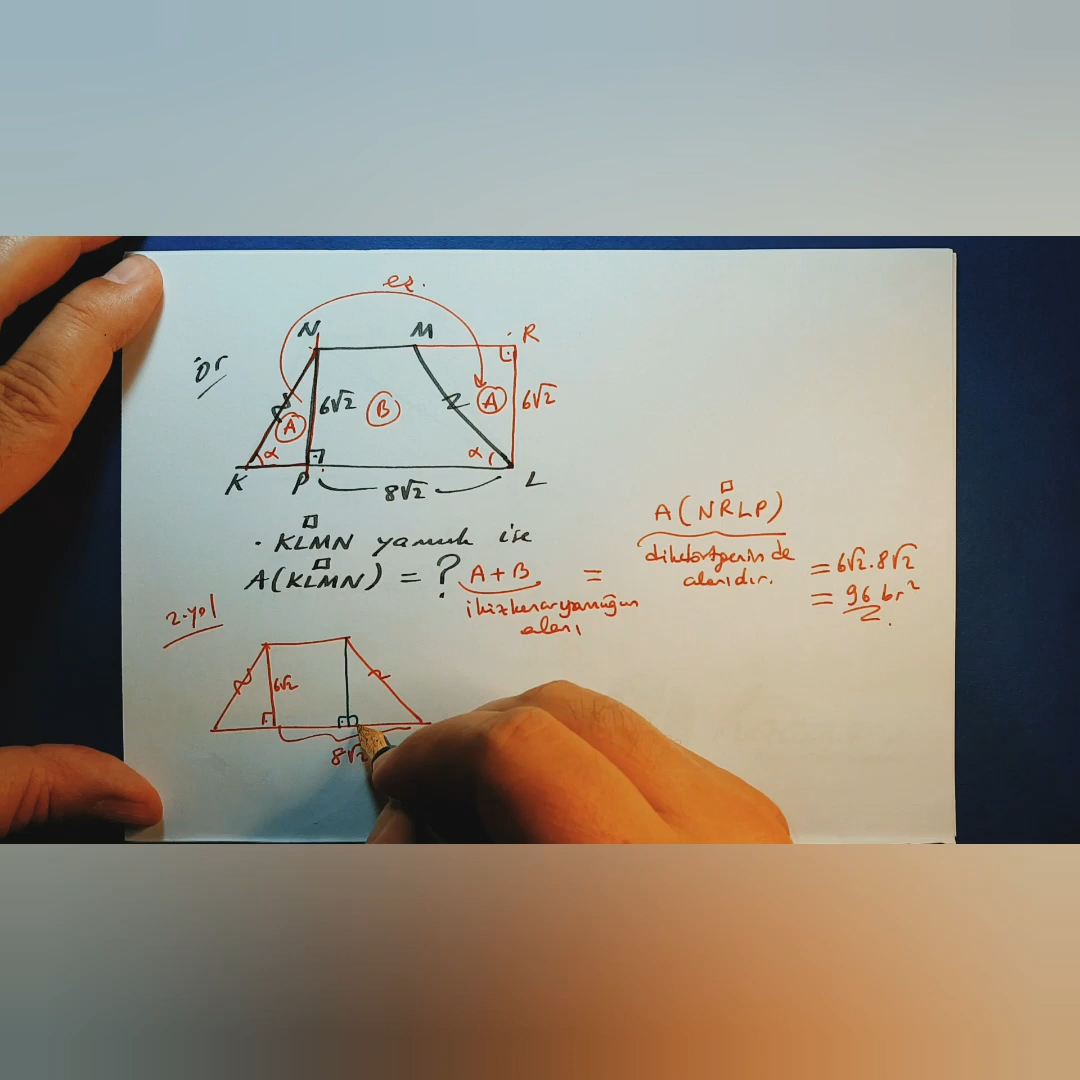 eş.
N M R
ör
6√2 6√2
A B A
α α
K P L
8√2
. KLMN yamuk ise
A(KLMN) = ? A+B = A(NRLP) = 6√2.8√2
ikizkenar yamuğun alanı
dikdörtgenin de alanıdır.
= 96 br²
2.yol
6√2
8√2